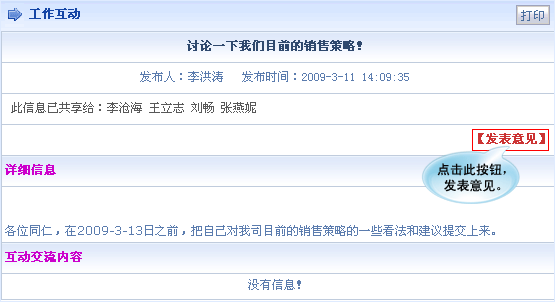 工作互动
打印
讨论一下我们目前的销售策略!
发布人：李洪涛 发布时间：2009-3-11 14:09:35
此信息已共享给：李沧海 王立志 刘畅 张燕妮
【发表意见】
点击此按钮，
发表意见。
详细信息
各位同仁，在2009-3-13日之前，把自己对我司目前的销售策略的一些看法和建议提交上来。
互动交流内容
没有信息!